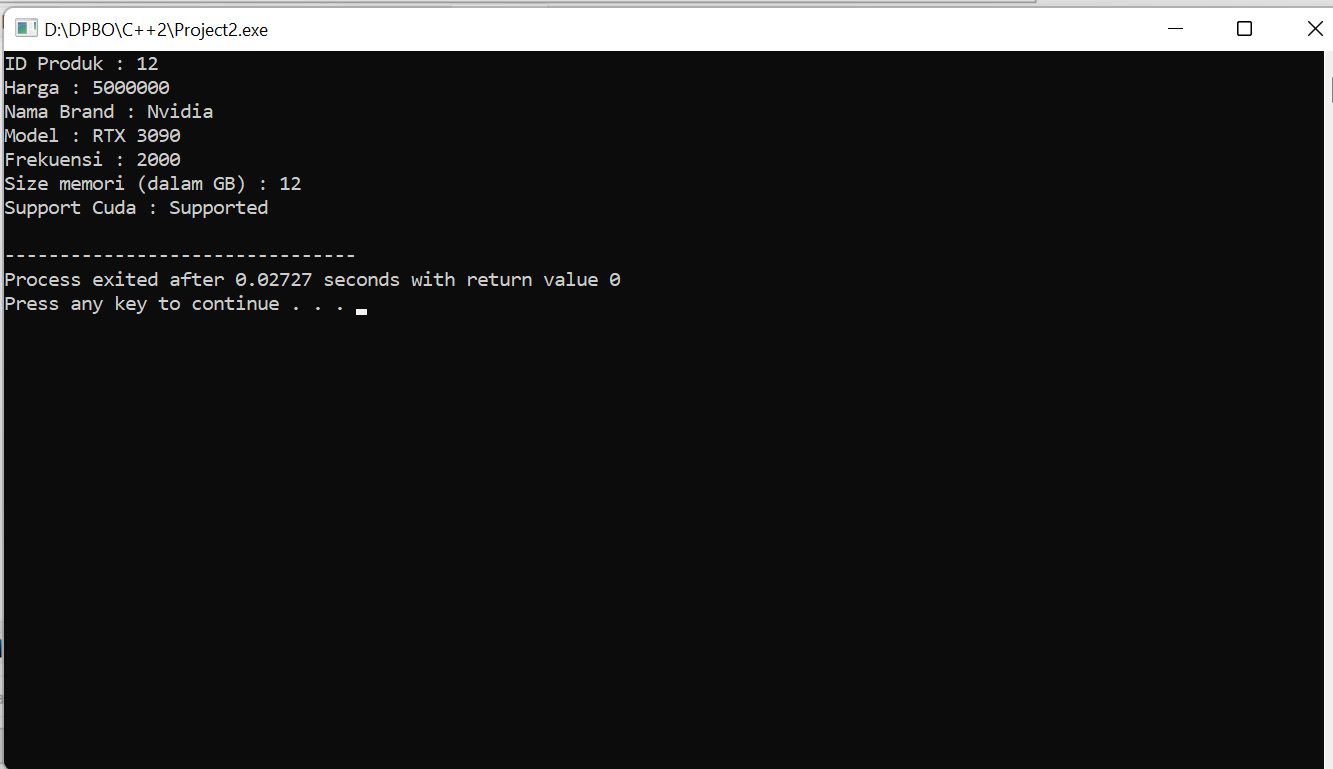 D:\DPBO\C++2\Project2.exe
ID Produk : 12
Harga : 5000000
Nama Brand : Nvidia
Model : RTX 3090
Frekuensi : 2000
Size memori (dalam GB) : 12
Support Cuda : Supported
--------------------------------
Process exited after 0.02727 seconds with return value 0
Press any key to continue . . .